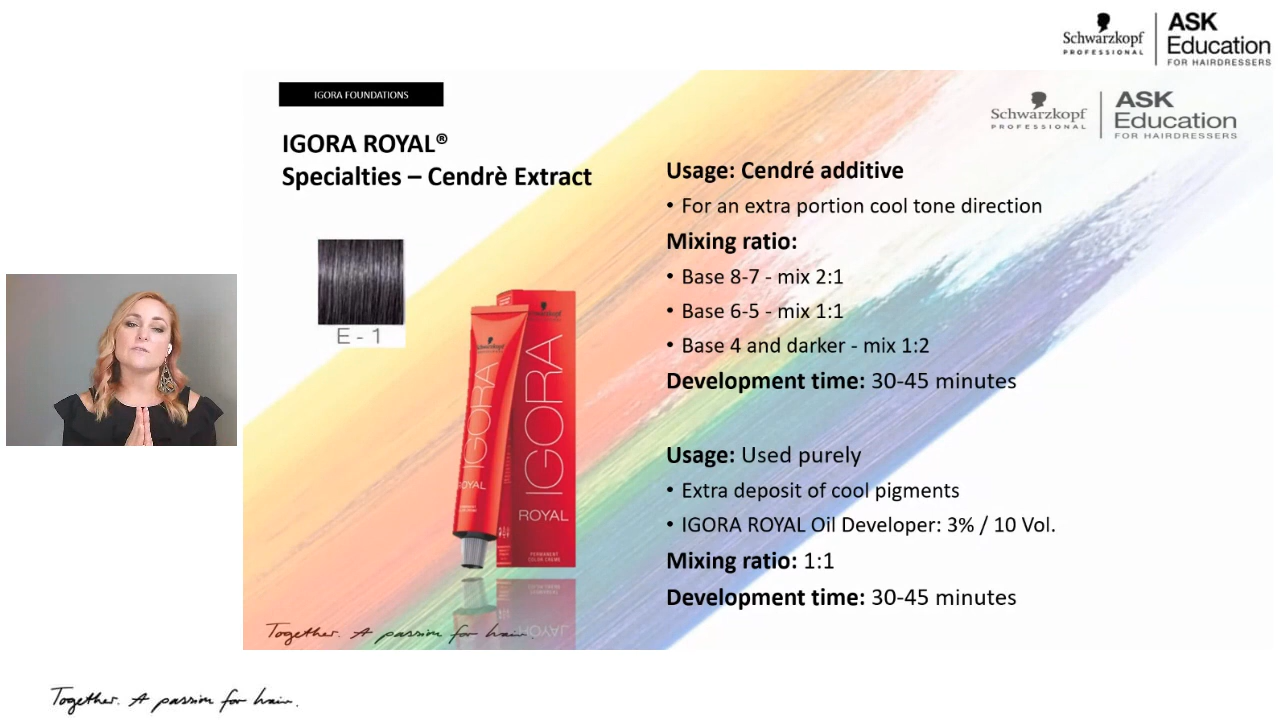 Schwarzkopf
PROFESSIONAL
ASK
Education
FOR HAIRDRESSERS
IGORA FOUNDATIONS
Schwarzkopf
PROFESSIONAL
ASK
Education
FOR HAIRDRESSERS
IGORA ROYAL®
Specialties – Cendrè Extract
E - 1
IGORA
ROYAL
IGORA
ROYAL
PERMANENT
COLOR CREME
Usage: Cendré additive
• For an extra portion cool tone direction
Mixing ratio:
• Base 8-7 - mix 2:1
• Base 6-5 - mix 1:1
• Base 4 and darker - mix 1:2
Development time: 30-45 minutes
Usage: Used purely
• Extra deposit of cool pigments
• IGORA ROYAL Oil Developer: 3% / 10 Vol.
Mixing ratio: 1:1
Development time: 30-45 minutes
Together. A passion for hair.
Together. A passion for hair.